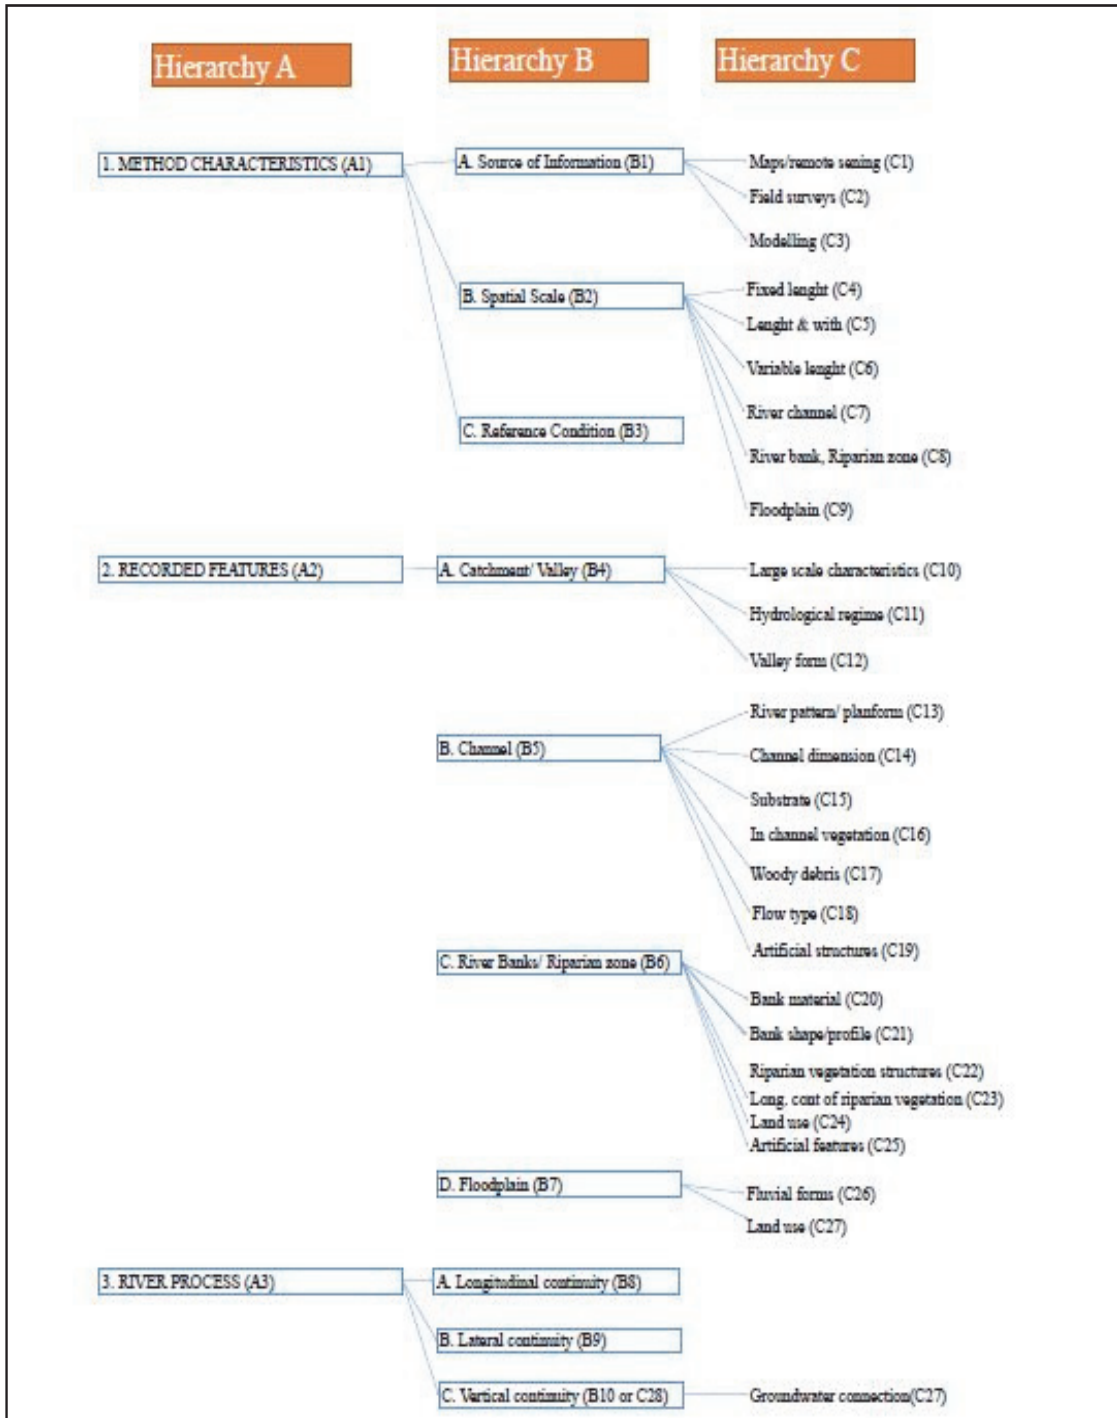 Hierarchy A
Hierarchy B
Hierarchy C
1. METHOD CHARACTERISTICS (A1)
A. Source of Information (B1)
Maps/remote sening (C1)
Field surveys (C2)
Modelling (C3)
B. Spatial Scale (B2)
Fixed lenght (C4)
Lenght & with (C5)
Variable lenght (C6)
River channel (C7)
C. Reference Condition (B3)
River bank, Riparian zone (C8)
Floodplain (C9)
2. RECORDED FEATURES (A2)
A. Catchment/ Valley (B4)
Large scale characteristics (C10)
Hydrological regime (C11)
Valley form (C12)
River pattern/ planform (C13)
B. Channel (B5)
Channel dimension (C14)
Substrate (C15)
In channel vegetation (C16)
Woody debris (C17)
Flow type (C18)
Artificial structures (C19)
C. River Banks/ Riparian zone (B6)
Bank material (C20)
Bank shape/profile (C21)
Riparian vegetation structures (C22)
Long. cont of riparian vegetation (C23)
Land use (C24)
Artificial features (C25)
D. Floodplain (B7)
Fluvial forms (C26)
Land use (C27)
3. RIVER PROCESS (A3)
A. Longitudinal continuity (B8)
B. Lateral continuity (B9)
C. Vertical continuity (B10 or C28)
Groundwater connection(C27)